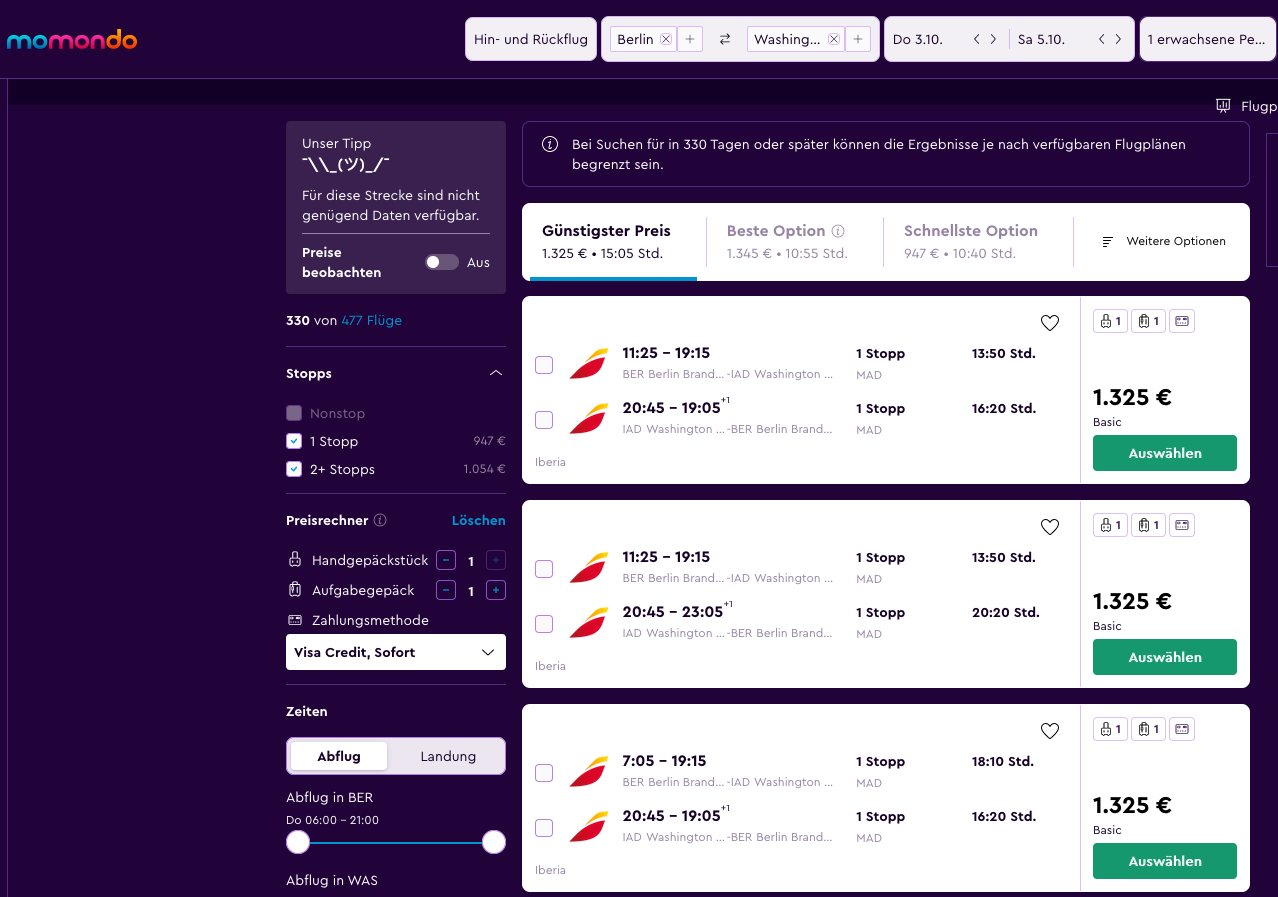 momondo
Hin- und Rückflug
Berlin
Washing...
Do 3.10.
Sa 5.10.
1 erwachsene Pe...
Flugp
Unser Tipp
¯\\_(ツ)_/¯
Für diese Strecke sind nicht
genügend Daten verfügbar.
Preise
beobachten
Aus
330 von 477 Flüge
Stopps
Nonstop
1 Stopp 947 €
2+ Stopps 1.054 €
Preisrechner Löschen
Handgepäckstück − 1 +
Aufgabegepäck − 1 +
Zahlungsmethode
Visa Credit, Sofort
Zeiten
Abflug Landung
Abflug in BER
Do 06:00 – 21:00
Abflug in WAS
Bei Suchen für in 330 Tagen oder später können die Ergebnisse je nach verfügbaren Flugplänen
begrenzt sein.
Günstigster Preis
1.325 € • 15:05 Std.
Beste Option
1.345 € • 10:55 Std.
Schnellste Option
947 € • 10:40 Std.
Weitere Optionen
1 1
11:25 – 19:15 1 Stopp 13:50 Std.
BER Berlin Brand... -IAD Washington ... MAD
20:45 – 19:05+1 1 Stopp 16:20 Std.
IAD Washington ... -BER Berlin Brand... MAD
Iberia
1.325 €
Basic
Auswählen
1 1
11:25 – 19:15 1 Stopp 13:50 Std.
BER Berlin Brand... -IAD Washington ... MAD
20:45 – 23:05+1 1 Stopp 20:20 Std.
IAD Washington ... -BER Berlin Brand... MAD
Iberia
1.325 €
Basic
Auswählen
1 1
7:05 – 19:15 1 Stopp 18:10 Std.
BER Berlin Brand... -IAD Washington ... MAD
20:45 – 19:05+1 1 Stopp 16:20 Std.
IAD Washington ... -BER Berlin Brand... MAD
Iberia
1.325 €
Basic
Auswählen